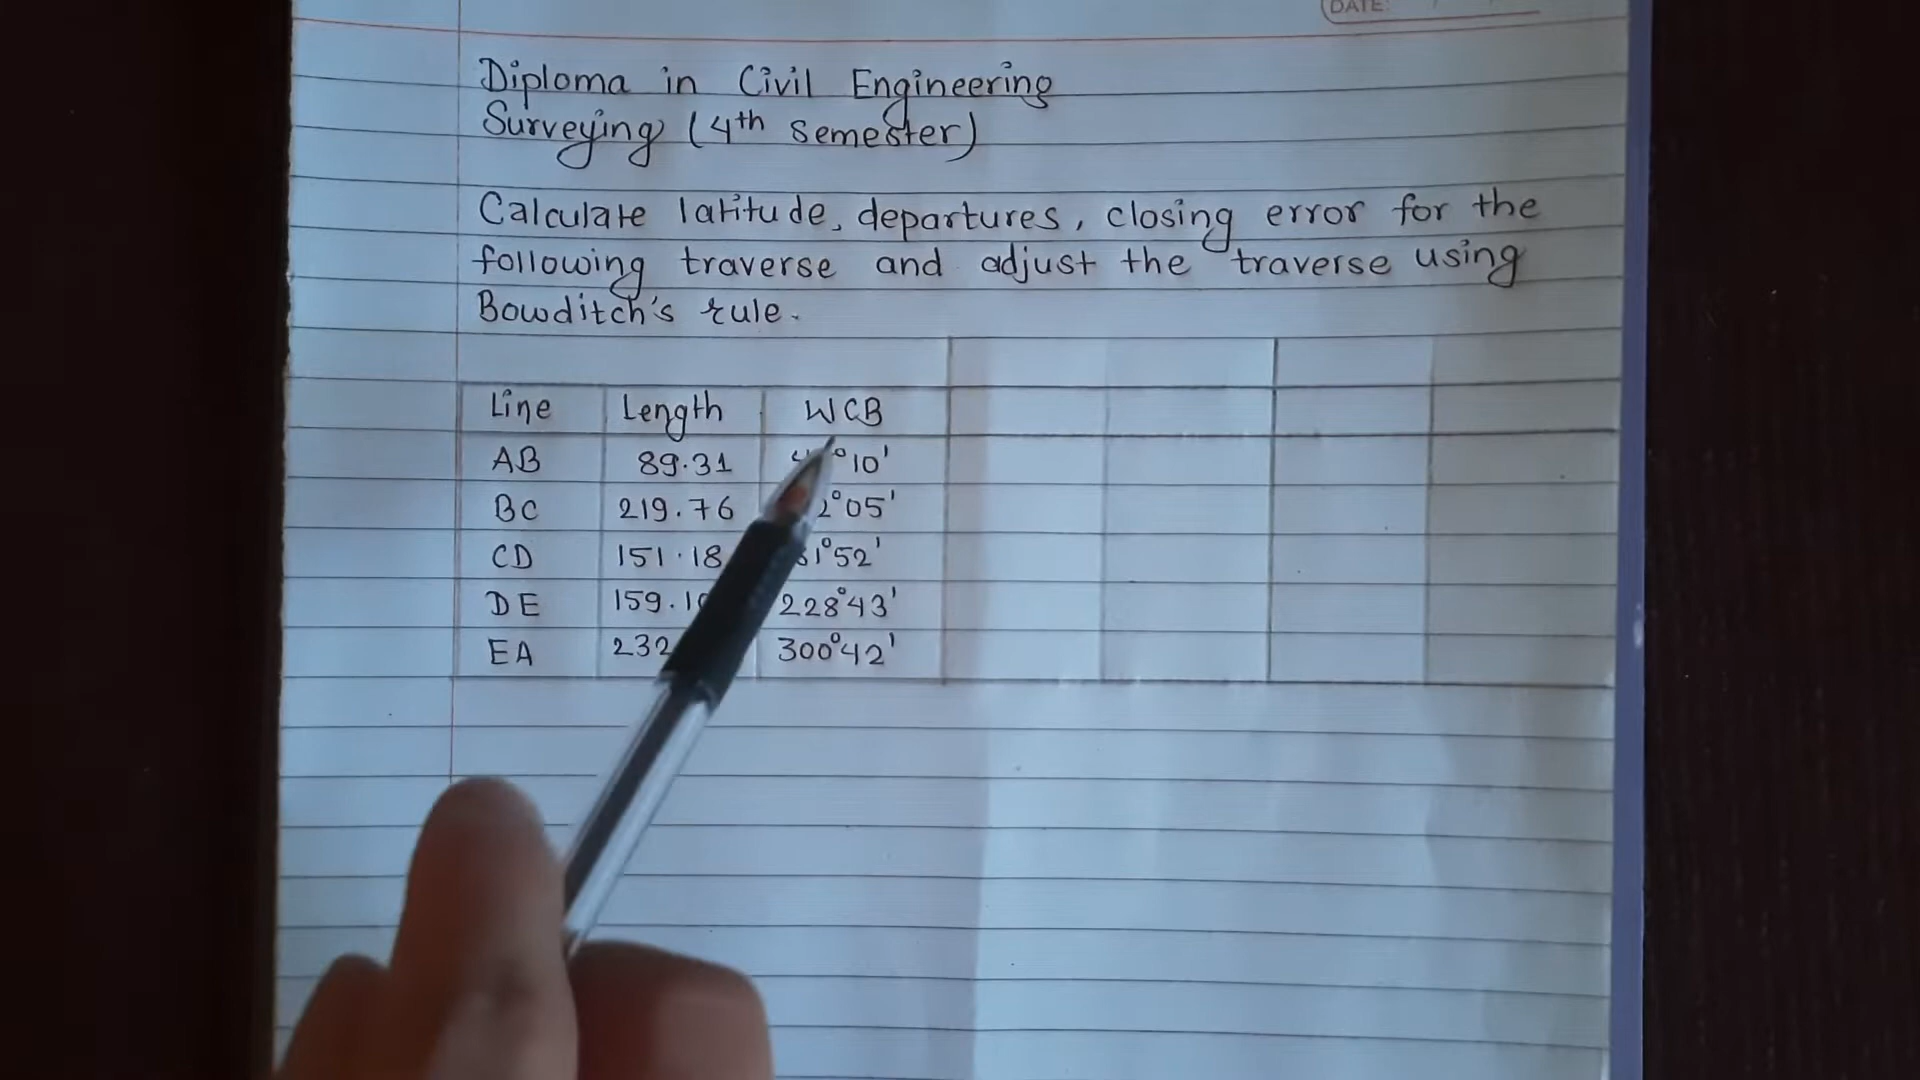 DATE:
Diploma in Civil Engineering
Surveying (4th semester)
Calculate latitude, departures, closing error for the
following traverse and adjust the traverse using
Bowditch's rule.
Line Length WCB
AB 89.31 °10'
BC 219.76 2°05'
CD 151.18 1°52'
DE 159.1 228°43'
EA 232 300°42'